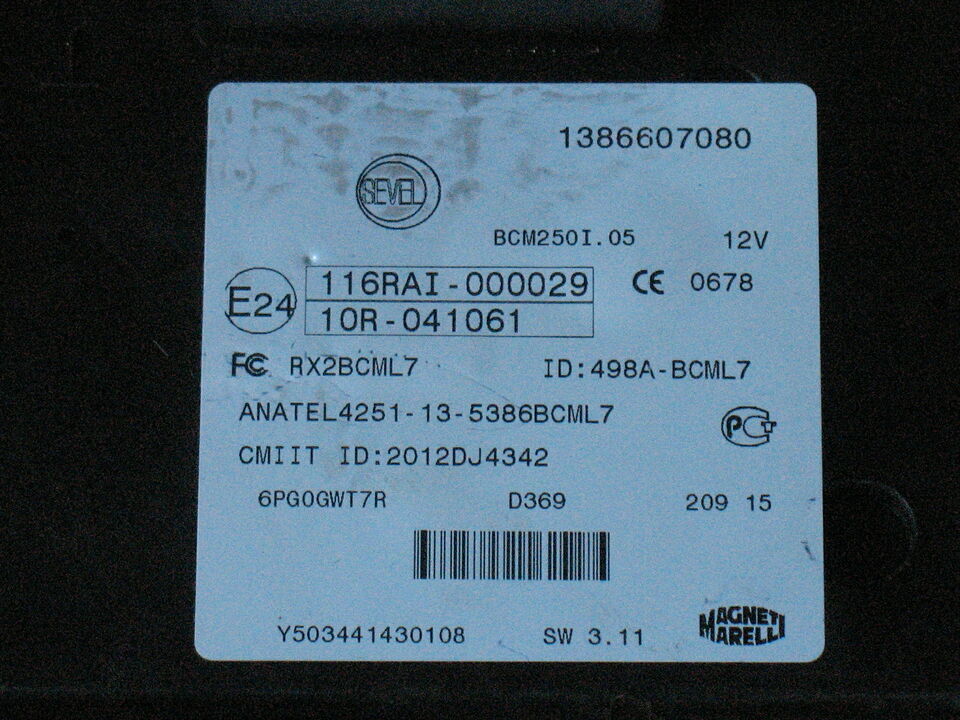 1386607080
SEVEL
BCM250I.05 12V
E24 116RAI-000029 CE 0678
10R-041061
FC RX2BCML7 ID:498A-BCML7
ANATEL4251-13-5386BCML7 PCT
CMIIT ID:2012DJ4342
6PG0GWT7R D369 209 15
Y503441430108 SW 3.11
MAGNETI MARELLI